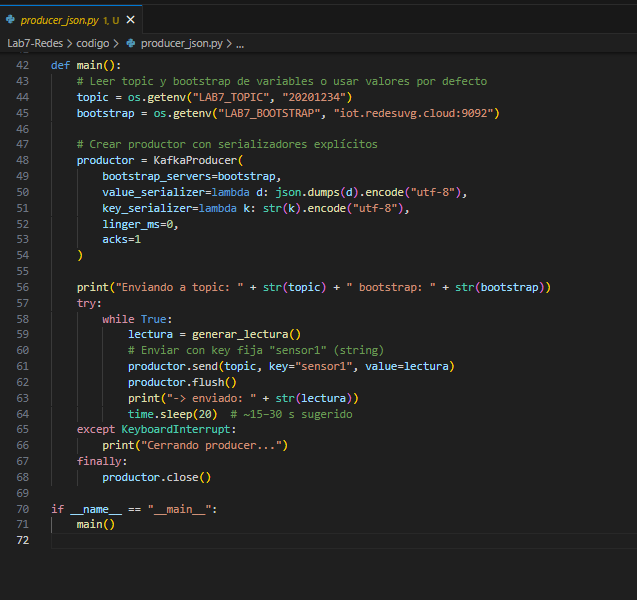 producer_json.py 1, U ×
Lab7-Redes > codigo > producer_json.py > ...
42 def main():
43     # Leer topic y bootstrap de variables o usar valores por defecto
44     topic = os.getenv("LAB7_TOPIC", "20201234")
45     bootstrap = os.getenv("LAB7_BOOTSTRAP", "iot.redesuvg.cloud:9092")
46
47     # Crear productor con serializadores explícitos
48     productor = KafkaProducer(
49         bootstrap_servers=bootstrap,
50         value_serializer=lambda d: json.dumps(d).encode("utf-8"),
51         key_serializer=lambda k: str(k).encode("utf-8"),
52         linger_ms=0,
53         acks=1
54     )
55
56     print("Enviando a topic: " + str(topic) + " bootstrap: " + str(bootstrap))
57     try:
58         while True:
59             lectura = generar_lectura()
60             # Enviar con key fija "sensor1" (string)
61             productor.send(topic, key="sensor1", value=lectura)
62             productor.flush()
63             print("-> enviado: " + str(lectura))
64             time.sleep(20)  # ~15-30 s sugerido
65     except KeyboardInterrupt:
66         print("Cerrando producer...")
67     finally:
68         productor.close()
69
70 if __name__ == "__main__":
71     main()
72